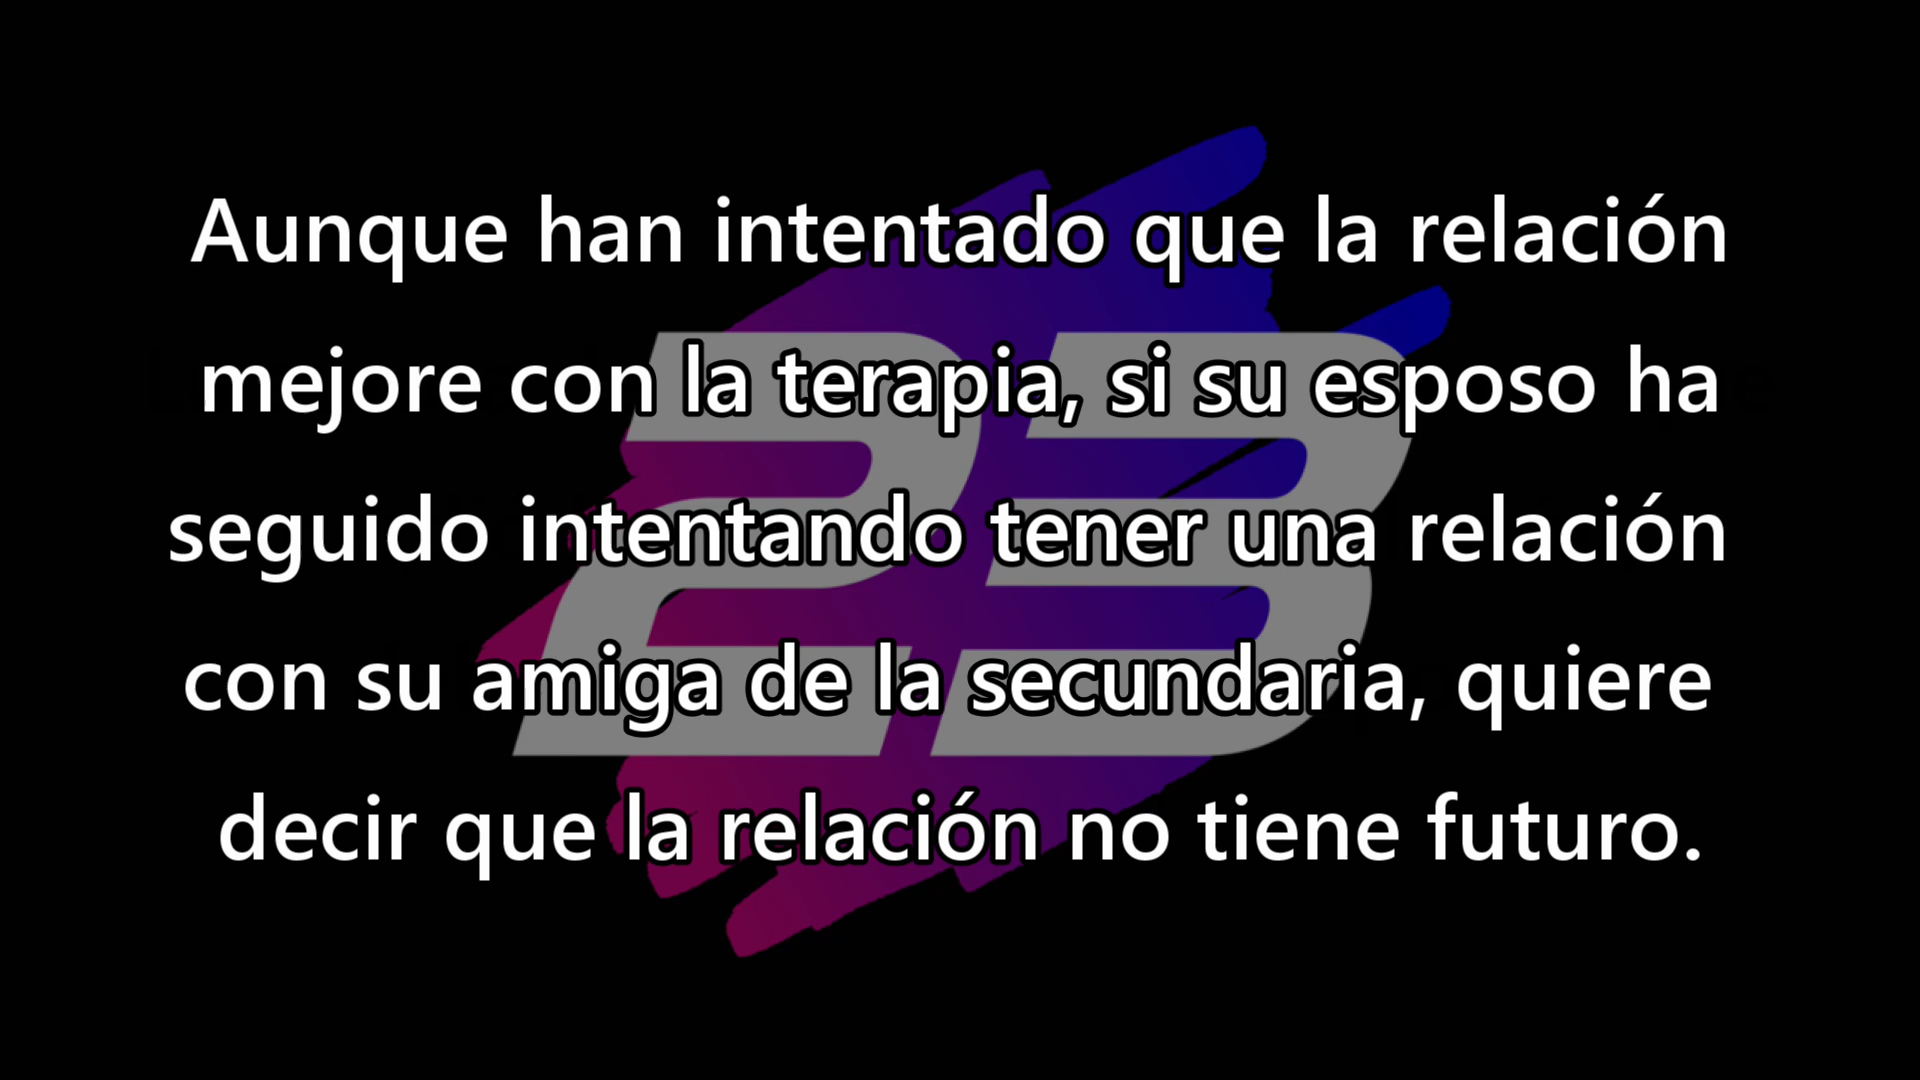 Aunque han intentado que la relación
mejore con la terapia, si su esposo ha
seguido intentando tener una relación
con su amiga de la secundaria, quiere
decir que la relación no tiene futuro.
23